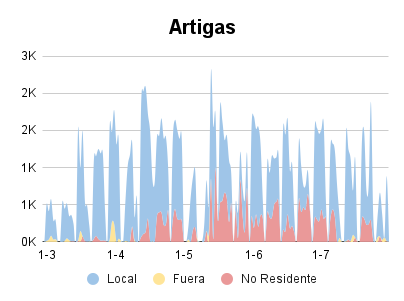 Artigas
3K
2K
2K
1K
1K
0K
1-3
1-4
1-5
1-6
1-7
Local
Fuera
No Residente